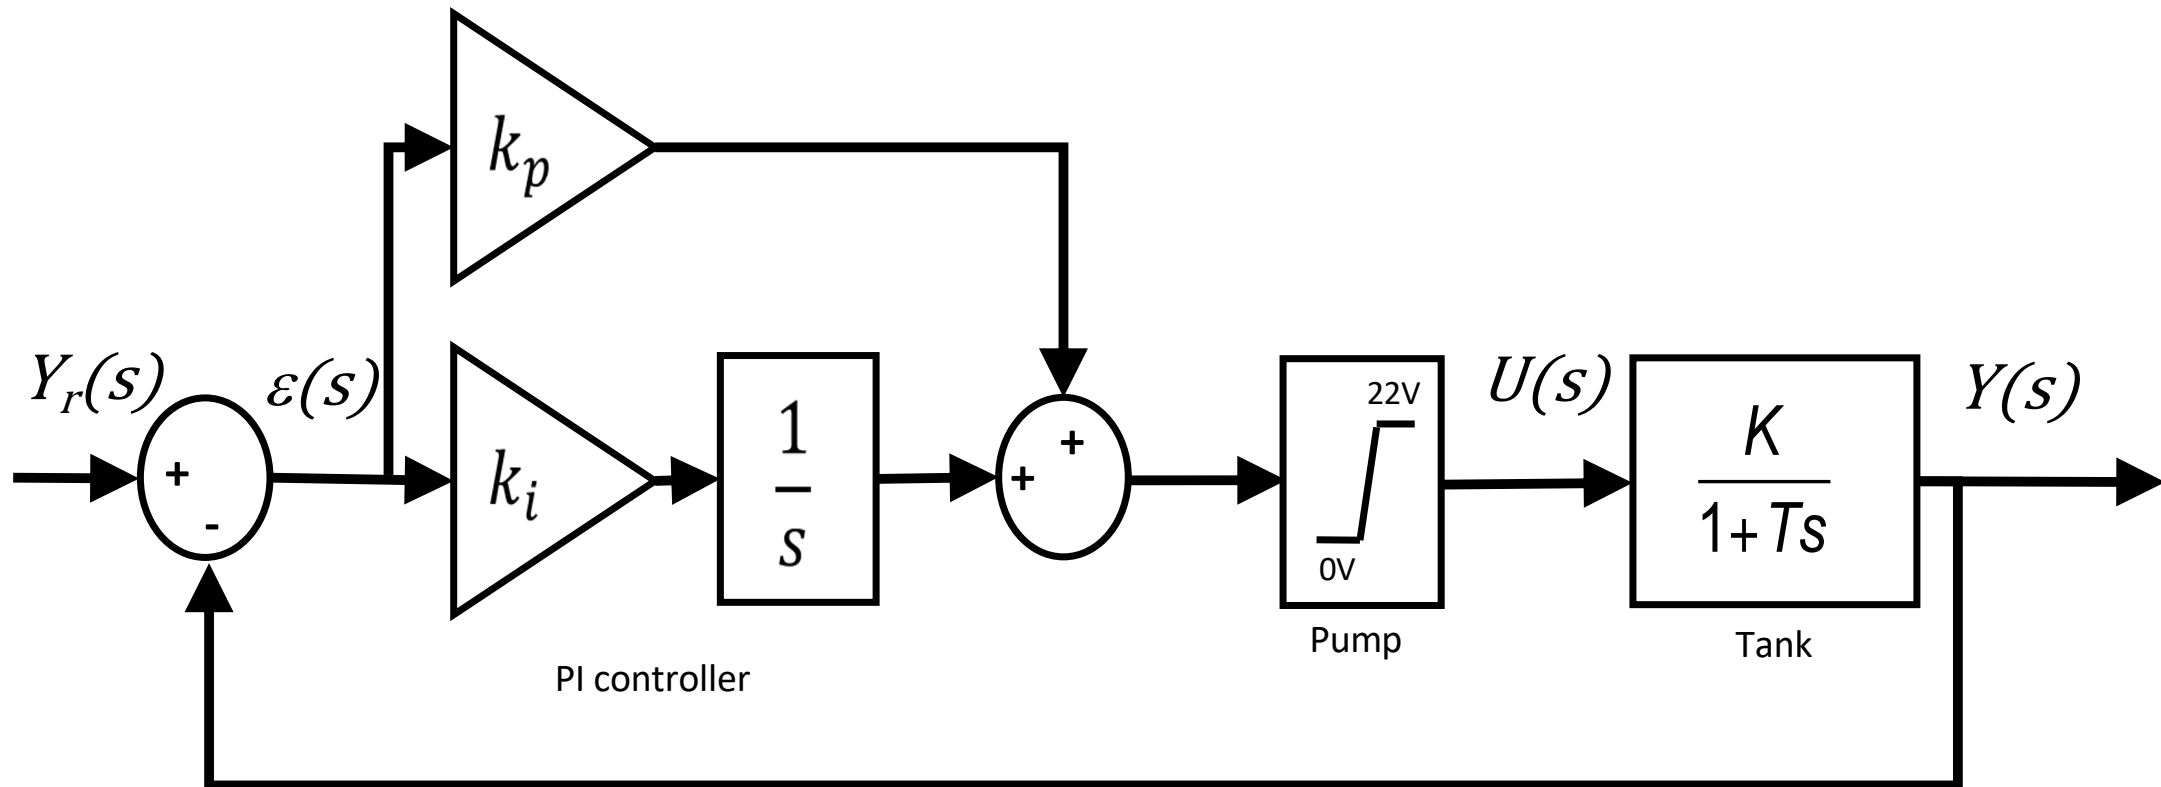 k_p
Y_r(s)
+
-
ε(s)
k_i
1
s
+
+
22V
0V
U(s)
K
1+Ts
Y(s)
Pump
Tank
PI controller